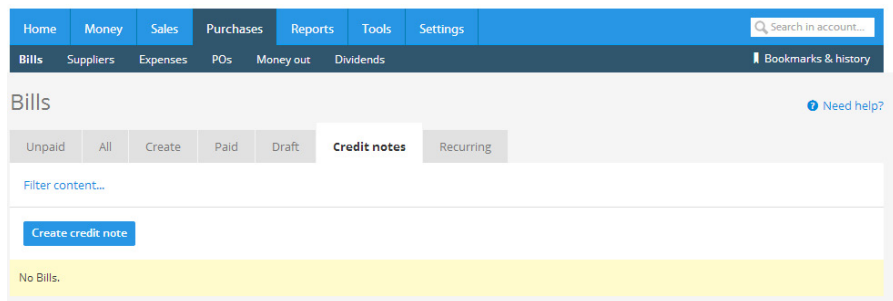 Home Money Sales Purchases Reports Tools Settings Search in account...
Bills Suppliers Expenses POs Money out Dividends Bookmarks & history
Bills Need help?
Unpaid All Create Paid Draft Credit notes Recurring
Filter content...
Create credit note
No Bills.